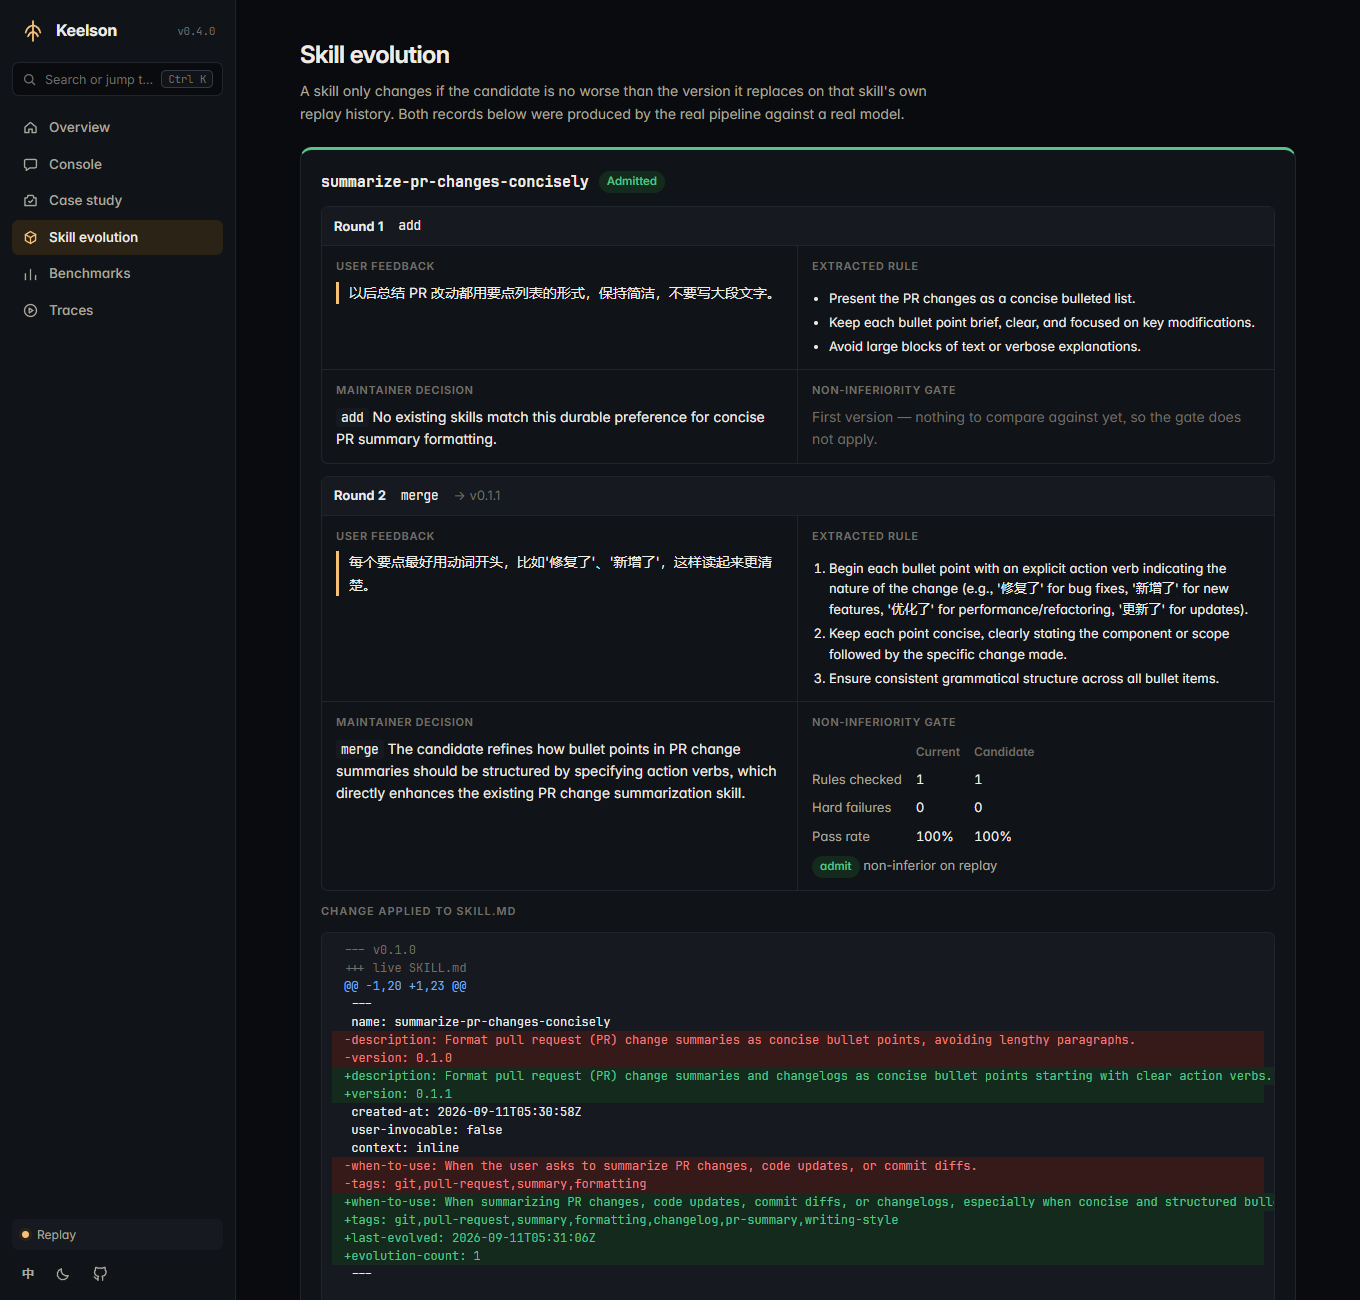 Keelson
v0.4.0
Search or jump t...
Ctrl K
Overview
Console
Case study
Skill evolution
Benchmarks
Traces
Replay
中
Skill evolution
A skill only changes if the candidate is no worse than the version it replaces on that skill's own
replay history. Both records below were produced by the real pipeline against a real model.
summarize-pr-changes-concisely Admitted
Round 1 add
USER FEEDBACK
以后总结 PR 改动都用要点列表的形式，保持简洁，不要写大段文字。
EXTRACTED RULE
• Present the PR changes as a concise bulleted list.
• Keep each bullet point brief, clear, and focused on key modifications.
• Avoid large blocks of text or verbose explanations.
MAINTAINER DECISION
add No existing skills match this durable preference for concise
PR summary formatting.
NON-INFERIORITY GATE
First version — nothing to compare against yet, so the gate does
not apply.
Round 2 merge → v0.1.1
USER FEEDBACK
每个要点最好用动词开头，比如'修复了'、'新增了'，这样读起来更清
楚。
EXTRACTED RULE
1. Begin each bullet point with an explicit action verb indicating the
nature of the change (e.g., '修复了' for bug fixes, '新增了' for new
features, '优化了' for performance/refactoring, '更新了' for updates).
2. Keep each point concise, clearly stating the component or scope
followed by the specific change made.
3. Ensure consistent grammatical structure across all bullet items.
MAINTAINER DECISION
merge The candidate refines how bullet points in PR change
summaries should be structured by specifying action verbs, which
directly enhances the existing PR change summarization skill.
NON-INFERIORITY GATE
Current Candidate
Rules checked 1 1
Hard failures 0 0
Pass rate 100% 100%
admit non-inferior on replay
CHANGE APPLIED TO SKILL.MD
--- v0.1.0
+++ live SKILL.md
@@ -1,20 +1,23 @@
---
name: summarize-pr-changes-concisely
-description: Format pull request (PR) change summaries as concise bullet points, avoiding lengthy paragraphs.
-version: 0.1.0
+description: Format pull request (PR) change summaries and changelogs as concise bullet points starting with clear action verbs.
+version: 0.1.1
created-at: 2026-09-11T05:30:58Z
user-invocable: false
context: inline
-when-to-use: When the user asks to summarize PR changes, code updates, or commit diffs.
-tags: git,pull-request,summary,formatting
+when-to-use: When summarizing PR changes, code updates, commit diffs, or changelogs, especially when concise and structured bull
+tags: git,pull-request,summary,formatting,changelog,pr-summary,writing-style
+last-evolved: 2026-09-11T05:31:06Z
+evolution-count: 1
---